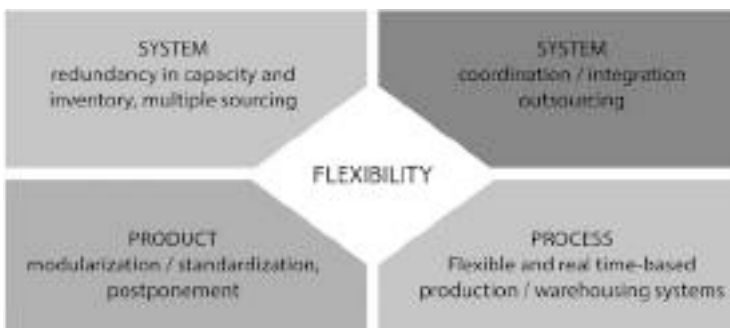 SYSTEM
redundancy in capacity and
inventory, multiple sourcing
SYSTEM
coordination / integration
outsourcing
FLEXIBILITY
PRODUCT
modularization / standardization,
postponement
PROCESS
Flexible and real time-based
production / warehousing systems